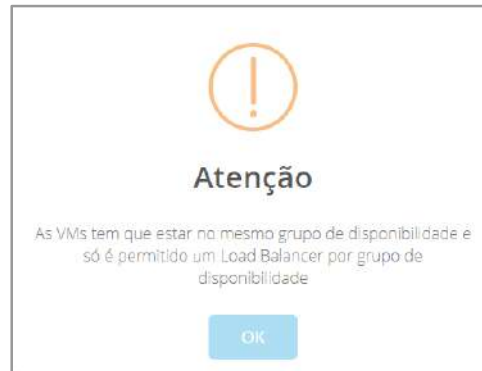 Atenção
As VMs tem que estar no mesmo grupo de disponibilidade e
só é permitido um Load Balancer por grupo de
disponibilidade
OK